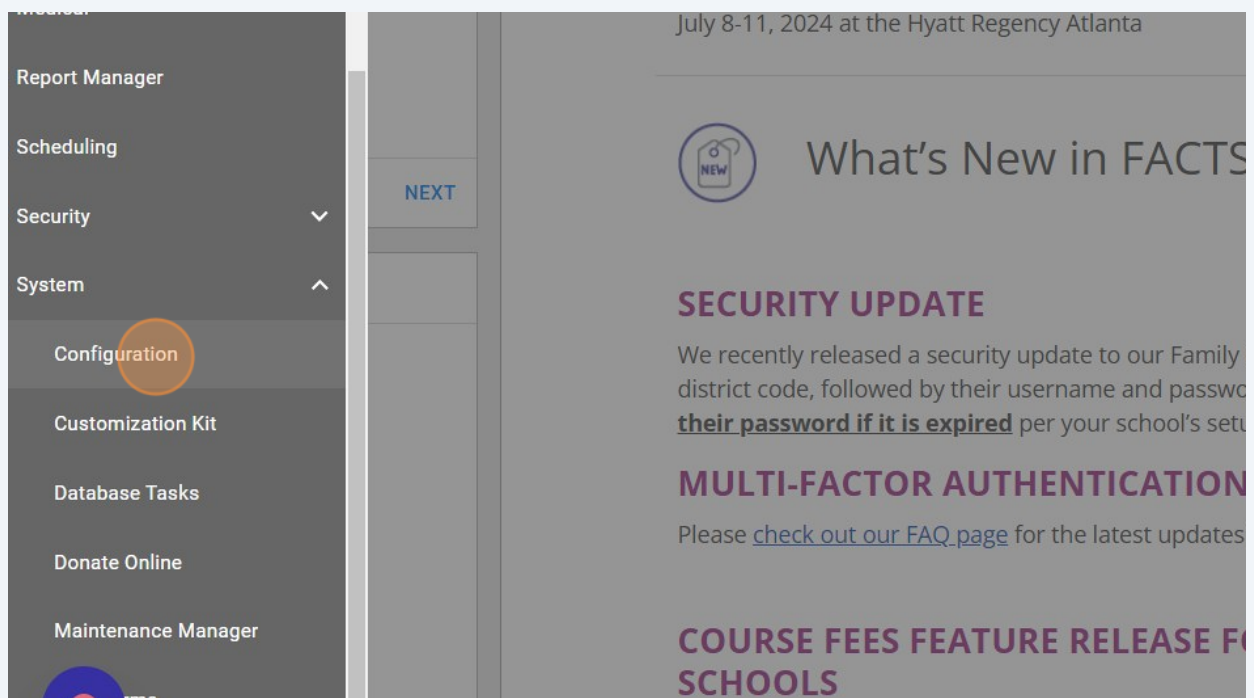 Medical
Report Manager
Scheduling
Security
System
Configuration
Customization Kit
Database Tasks
Donate Online
Maintenance Manager
NEXT
July 8-11, 2024 at the Hyatt Regency Atlanta
NEW
What's New in FACTS
SECURITY UPDATE
We recently released a security update to our Family
district code, followed by their username and passwo
their password if it is expired per your school's setu
MULTI-FACTOR AUTHENTICATION
Please check out our FAQ page for the latest updates
COURSE FEES FEATURE RELEASE F
SCHOOLS